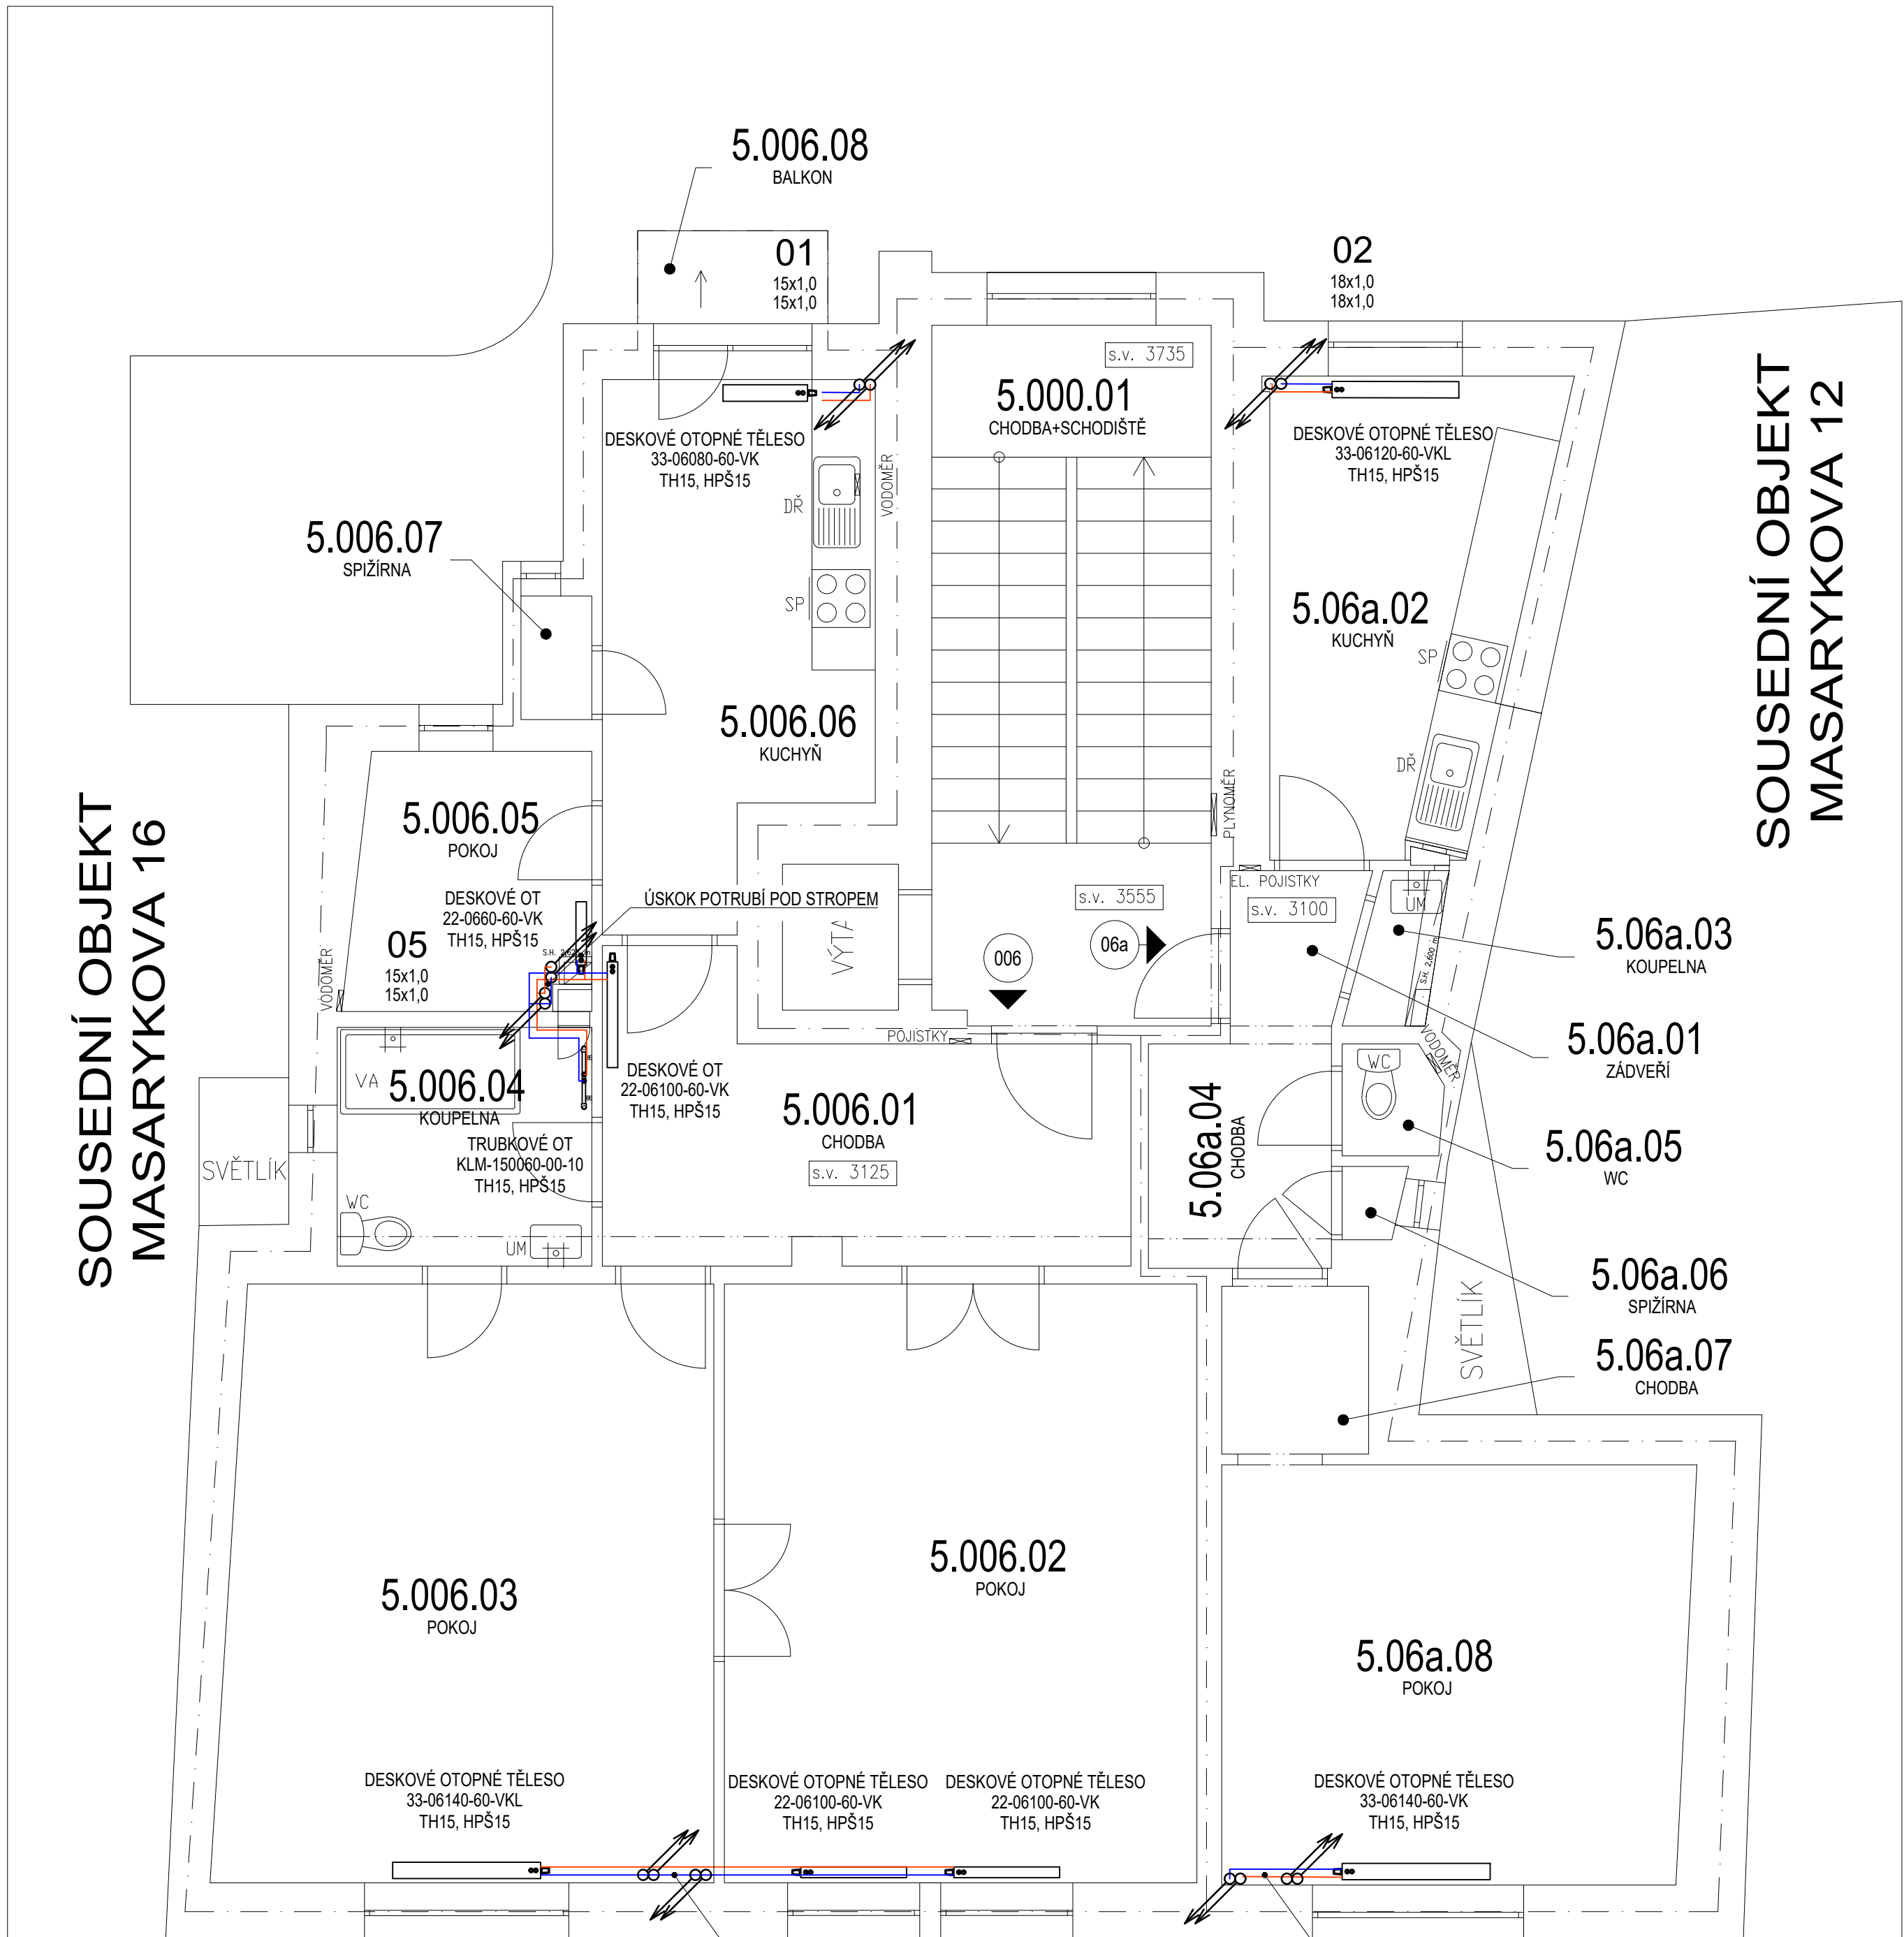 5.006.08
BALKON
01
15x1,0
15x1,0
02
18x1,0
18x1,0
s.v. 3735
5.000.01
CHODBA+SCHODIŠTĚ
DESKOVÉ OTOPNÉ TĚLESO
33-06080-60-VK
TH15, HPŠ15
DESKOVÉ OTOPNÉ TĚLESO
33-06120-60-VKL
TH15, HPŠ15
SOUSEDNÍ OBJEKT
MASARYKOVA 12
VODOMĚR
DŘ
5.006.07
SPIŽÍRNA
SP
5.06a.02
KUCHYŇ
SP
5.006.06
KUCHYŇ
DŘ
PLYNOMĚR
SOUSEDNÍ OBJEKT
MASARYKOVA 16
5.006.05
POKOJ
DESKOVÉ OT
22-0660-60-VK
TH15, HPŠ15
ÚSKOK POTRUBÍ POD STROPEM
05
15x1,0
15x1,0
VODOMĚR
VÝTA
s.v. 3555
EL. POJISTKY
s.v. 3100
UM
S.H. 2,600 m
006
06a
5.06a.03
KOUPELNA
POJISTKY
VODOMĚR
5.06a.01
ZÁDVEŘÍ
VA
5.006.04
KOUPELNA
DESKOVÉ OT
22-06100-60-VK
TH15, HPŠ15
5.006.01
CHODBA
s.v. 3125
5.06a.04
CHODBA
WC
5.06a.05
WC
TRUBKOVÉ OT
KLM-150060-00-10
TH15, HPŠ15
SVĚTLÍK
WC
UM
5.06a.06
SPIŽÍRNA
SVĚTLÍK
5.06a.07
CHODBA
5.006.03
POKOJ
5.006.02
POKOJ
5.06a.08
POKOJ
DESKOVÉ OTOPNÉ TĚLESO
33-06140-60-VKL
TH15, HPŠ15
DESKOVÉ OTOPNÉ TĚLESO
22-06100-60-VK
TH15, HPŠ15
DESKOVÉ OTOPNÉ TĚLESO
22-06100-60-VK
TH15, HPŠ15
DESKOVÉ OTOPNÉ TĚLESO
33-06140-60-VK
TH15, HPŠ15